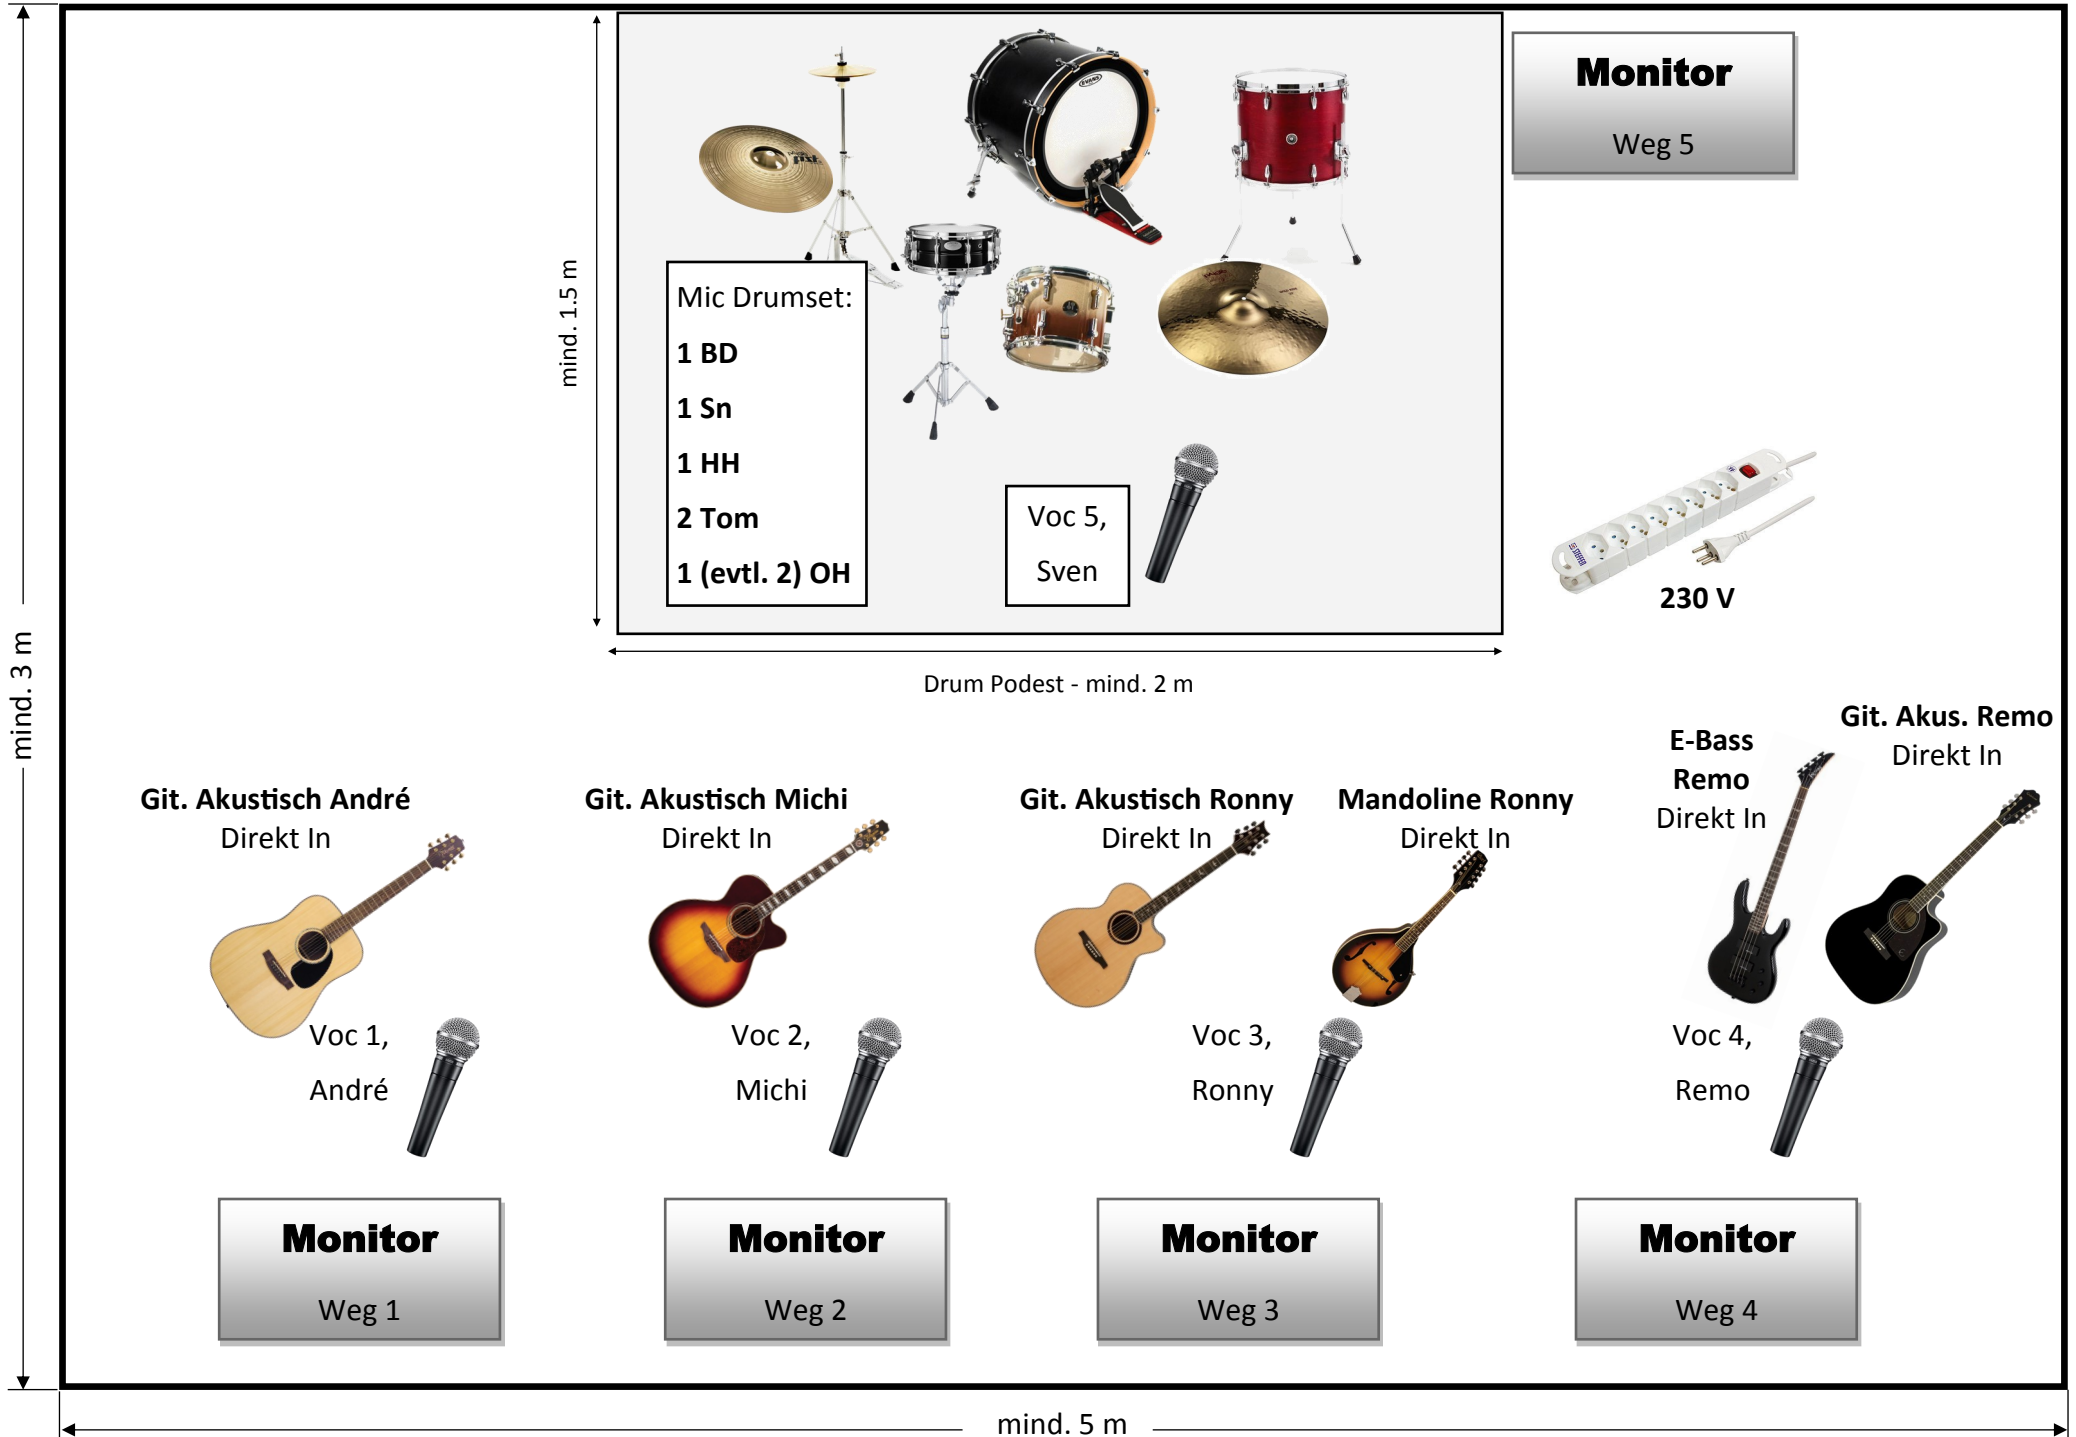 Monitor
Weg 5
EVANS
mind. 1.5 m
Mic Drumset:
1 BD
1 Sn
1 HH
2 Tom
1 (evtl. 2) OH
Voc 5,
Sven
230 V
Drum Podest - mind. 2 m
mind. 3 m
Git. Akustisch André
Direkt In
Git. Akustisch Michi
Direkt In
Git. Akustisch Ronny
Direkt In
Mandoline Ronny
Direkt In
E-Bass
Remo
Direkt In
Git. Akus. Remo
Direkt In
Voc 1,
André
Voc 2,
Michi
Voc 3,
Ronny
Voc 4,
Remo
Monitor
Weg 1
Monitor
Weg 2
Monitor
Weg 3
Monitor
Weg 4
mind. 5 m